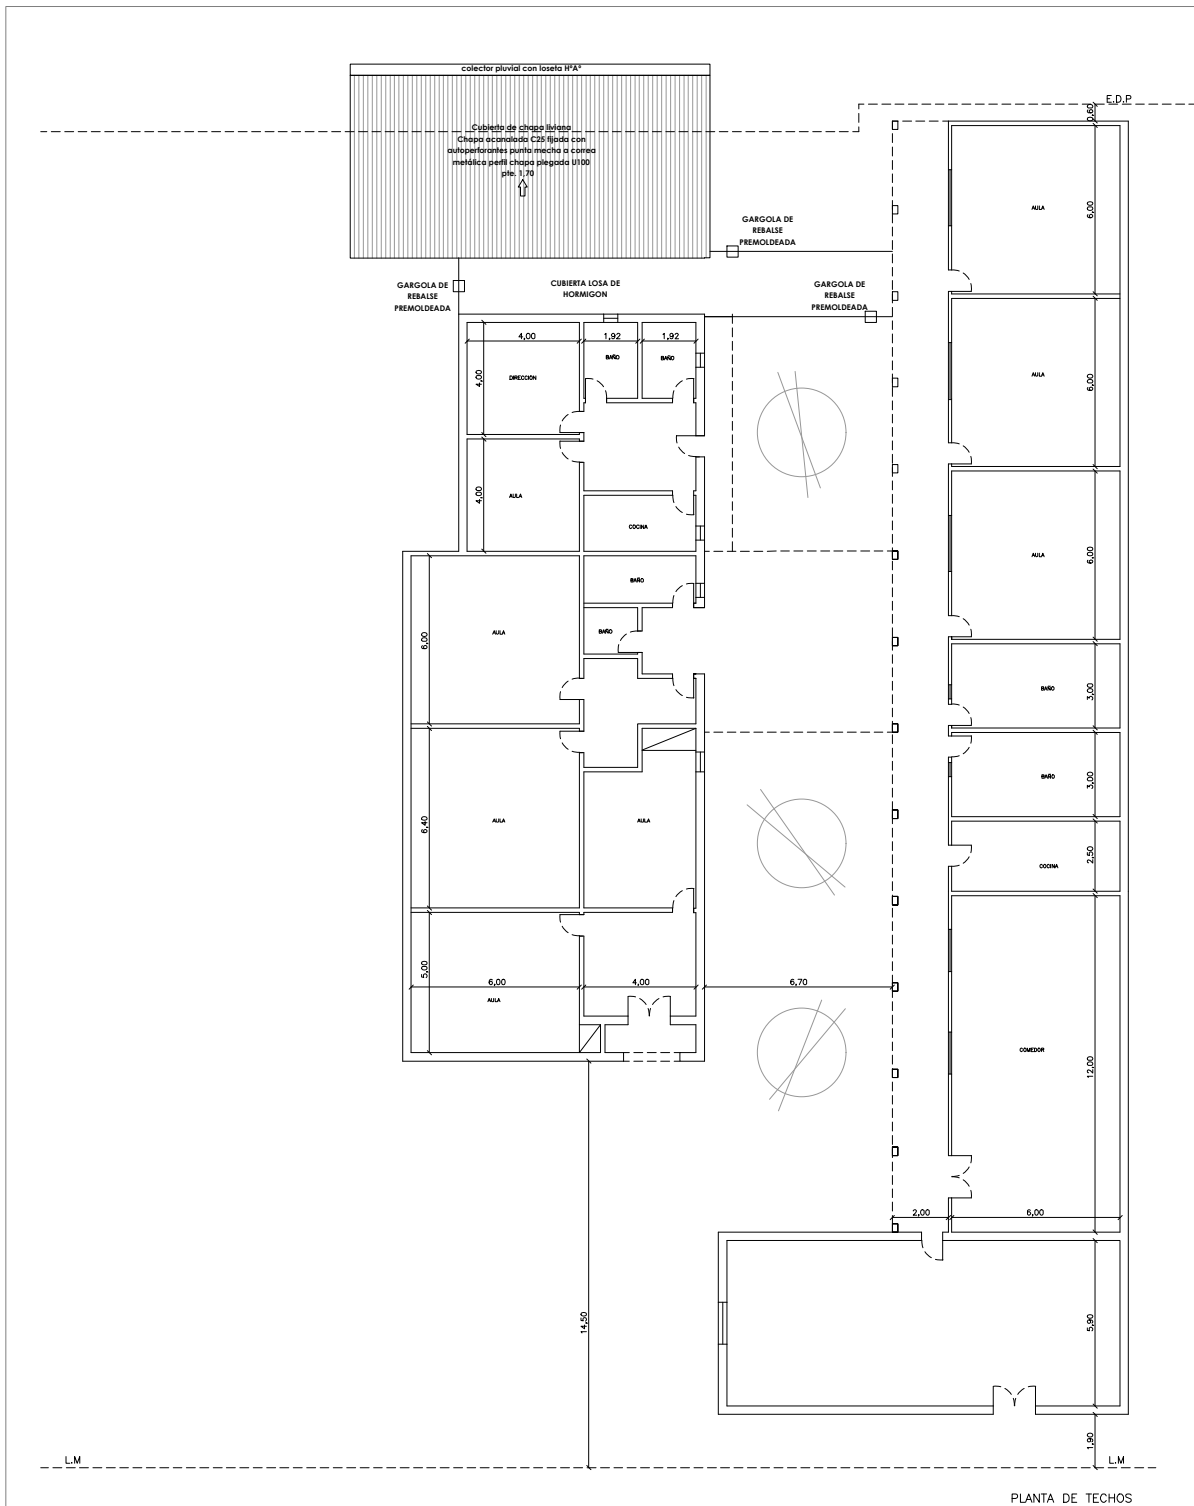 colector pluvial con loseta HºAº
E.D.P
0,60
Cubierta de chapa liviana
Chapa acanalada C25 fijada con
autoperforantes punta mecha a correa
metálica perfil chapa plegada U100
pte. 1,70
AULA
6,00
GARGOLA DE
REBALSE
PREMOLDEADA
GARGOLA DE
REBALSE
PREMOLDEADA
CUBIERTA LOSA DE
HORMIGON
GARGOLA DE
REBALSE
PREMOLDEADA
4,00
1,92
1,92
BAÑO
BAÑO
4,00
DIRECCION
AULA
6,00
4,00
AULA
COCINA
AULA
6,00
BAÑO
6,00
AULA
BAÑO
BAÑO
3,00
BAÑO
3,00
6,40
AULA
AULA
COCINA
2,50
5,00
6,00
4,00
6,70
AULA
COMEDOR
12,00
2,00
6,00
14,50
5,90
1,90
L.M
L.M
PLANTA DE TECHOS